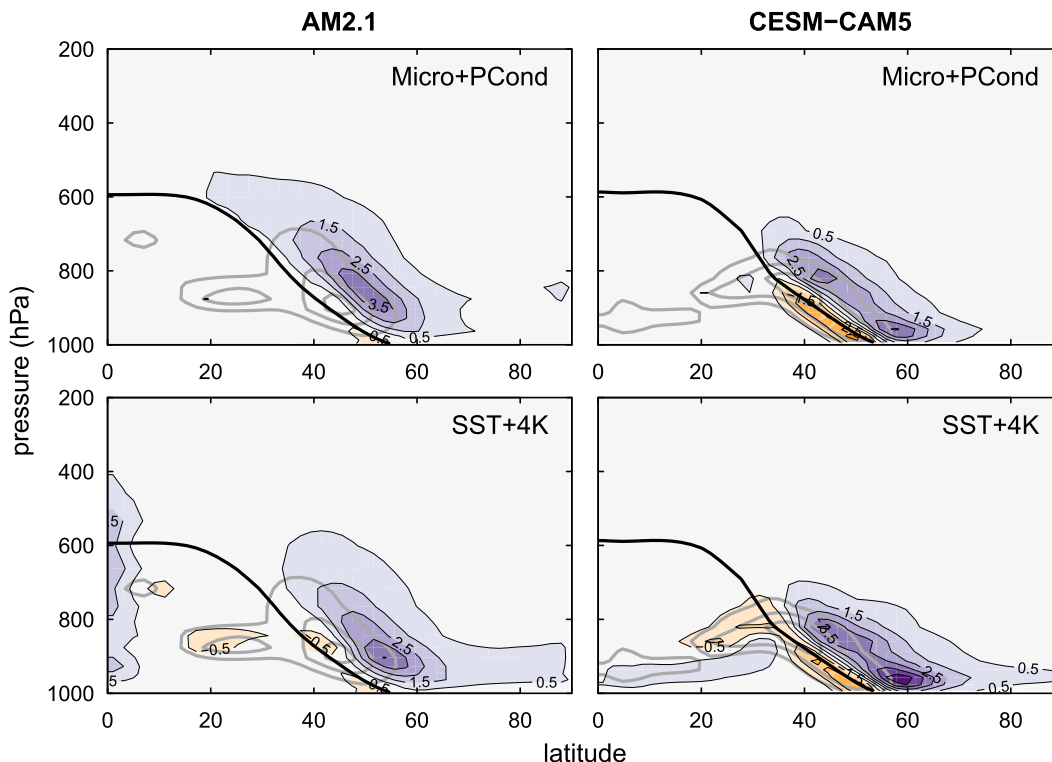 AM2.1 CESM−CAM5
200 Micro+PCond Micro+PCond
400
600
1.5 0.5
800 2.5 2.5
3.5 −1.5 1.5
1000 0.5 0.5
0 20 40 60 80 0 20 40 60 80
pressure (hPa)
200 SST+4K SST+4K
400
.5
600
1.5
800
−0.5 −0.5 2.5 −0.5
1.5 −1.5 2.5 0.5
1000 .5 0.5 0.5
0 20 40 60 80 0 20 40 60 80
latitude